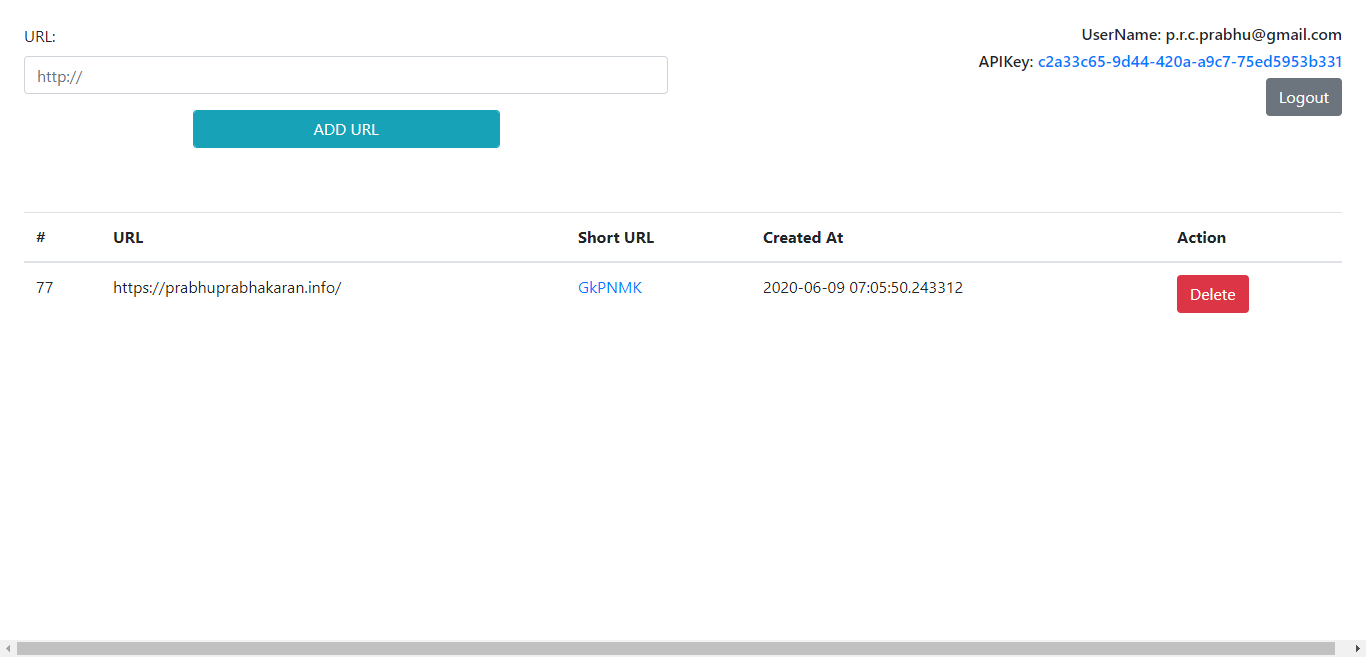 URL:
http://
ADD URL
UserName: p.r.c.prabhu@gmail.com
APIKey: c2a33c65-9d44-420a-a9c7-75ed5953b331
Logout
# URL Short URL Created At Action
77 https://prabhuprabhakaran.info/ GkPNMK 2020-06-09 07:05:50.243312 Delete